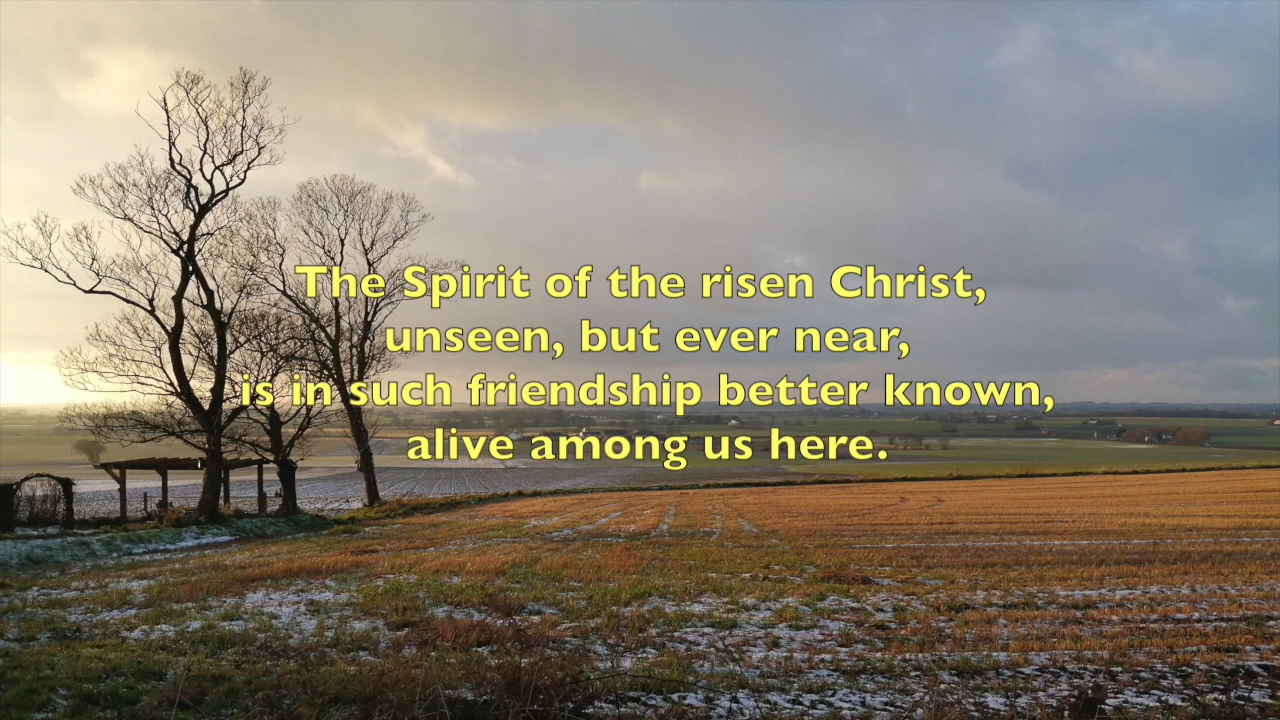 The Spirit of the risen Christ,
unseen, but ever near,
is in such friendship better known,
alive among us here.